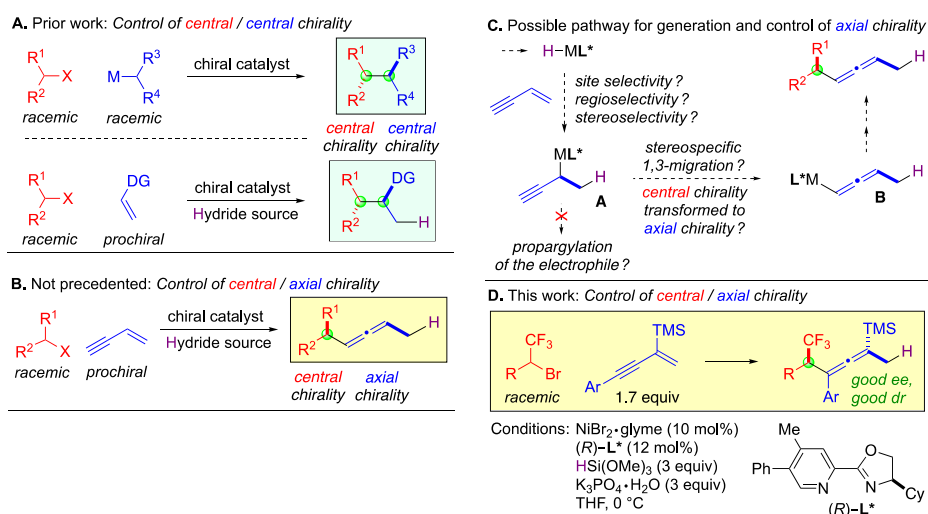 A. Prior work: Control of central / central chirality
R1
R2
X
racemic
M
R3
R4
racemic
chiral catalyst
R1
R3
R2
R4
central central
chirality chirality
R1
R2
X
racemic
DG
prochiral
chiral catalyst
Hydride source
R1
DG
R2
H
B. Not precedented: Control of central / axial chirality
R1
R2
X
racemic
prochiral
chiral catalyst
Hydride source
R1
R2
H
central axial
chirality chirality
C. Possible pathway for generation and control of axial chirality
H–ML*
site selectivity?
regioselectivity?
stereoselectivity?
ML*
H
A
propargylation
of the electrophile?
stereospecific
1,3-migration?
central chirality
transformed to
axial chirality?
R1
R2
H
L*M
H
B
D. This work: Control of central / axial chirality
CF3
R
Br
racemic
TMS
Ar
1.7 equiv
CF3
TMS
R
H
Ar
good ee,
good dr
Conditions: NiBr2•glyme (10 mol%)
(R)–L* (12 mol%)
HSi(OMe)3 (3 equiv)
K3PO4•H2O (3 equiv)
THF, 0 °C
Me
Ph
N
O
N
Cy
(R)–L*